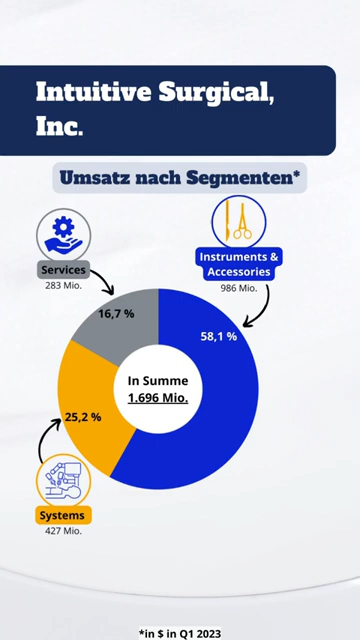 Intuitive Surgical,
Inc.
Umsatz nach Segmenten*
Services
283 Mio.
Instruments &
Accessories
986 Mio.
16,7 %
58,1 %
In Summe
1.696 Mio.
25,2 %
Systems
427 Mio.
*in $ in Q1 2023